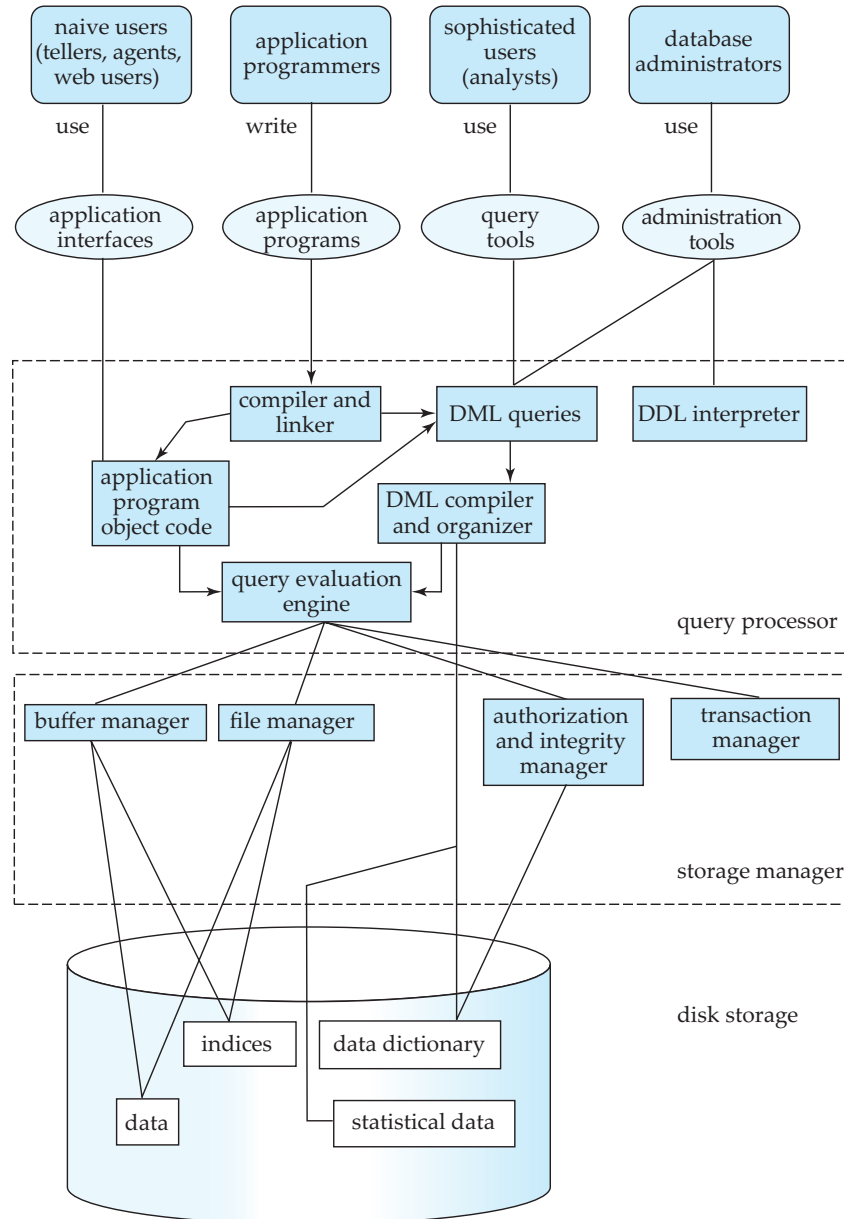 naive users
(tellers, agents,
web users)
application
programmers
sophisticated
users
(analysts)
database
administrators
use
write
use
use
application
interfaces
application
programs
query
tools
administration
tools
compiler and
linker
DML queries
DDL interpreter
application
program
object code
DML compiler
and organizer
query evaluation
engine
query processor
buffer manager
file manager
authorization
and integrity
manager
transaction
manager
storage manager
disk storage
indices
data dictionary
data
statistical data